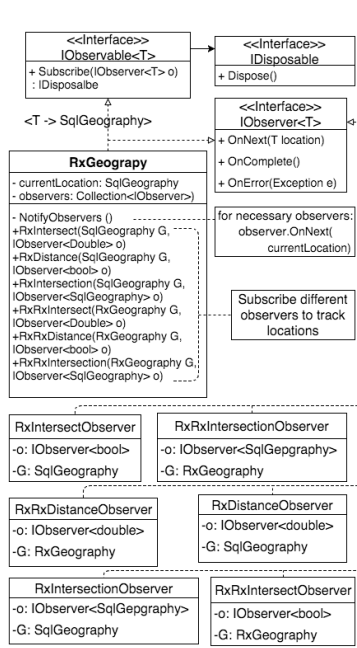 <<Interface>>
IObservable<T>
+ Subscribe(IObserver<T> o)
: IDisposalbe
<<Interface>>
IDisposable
+ Dispose()
<T -> SqlGeography>
<<Interface>>
IObserver<T>
+ OnNext(T location)
+ OnComplete()
+ OnError(Exception e)
RxGeograpy
- currentLocation: SqlGeography
- observers: Collection<IObserver>)
- NotifyObservers ()
+RxIntersect(SqlGeography G,
IObserver<Double> o)
+RxDistance(SqlGeography G,
IObserver<bool> o)
+RxIntersection(SqlGeography G,
IObserver<SqlGeography> o)
+RxRxIntersect(RxGeography G,
IObserver<Double> o)
+RxRxDistance(RxGeography G,
IObserver<bool> o)
+RxRxIntersection(RxGeography G,
IObserver<SqlGeography> o)
for necessary observers:
observer.OnNext(
currentLocation)
Subscribe different
observers to track
locations
RxIntersectObserver
-o: IObserver<bool>
-G: SqlGeography
RxRxIntersectionObserver
-o: IObserver<SqlGepgraphy>
-G: RxGeography
RxRxDistanceObserver
-o: IObserver<double>
-G: RxGeography
RxDistanceObserver
-o: IObserver<double>
-G: SqlGeography
RxIntersectionObserver
-o: IObserver<SqlGepgraphy>
-G: SqlGeography
RxRxIntersectObserver
-o: IObserver<bool>
-G: RxGeography